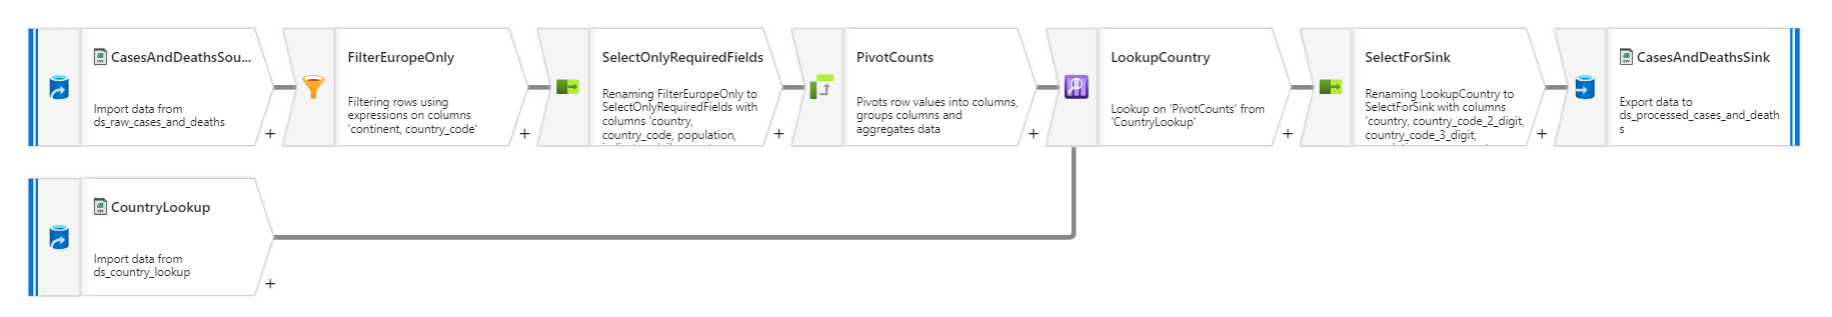 CasesAndDeathsSou...
Import data from
ds_raw_cases_and_deaths
+
FilterEuropeOnly
Filtering rows using
expressions on columns
'continent, country_code'
+
SelectOnlyRequiredFields
Renaming FilterEuropeOnly to
SelectOnlyRequiredFields with
columns 'country,
country_code, population,
+
PivotCounts
Pivots row values into columns,
groups columns and
aggregates data
+
LookupCountry
Lookup on 'PivotCounts' from
'CountryLookup'
+
SelectForSink
Renaming LookupCountry to
SelectForSink with columns
'country, country_code_2_digit,
country_code_3_digit,
+
CasesAndDeathsSink
Export data to
ds_processed_cases_and_death
s
CountryLookup
Import data from
ds_country_lookup
+